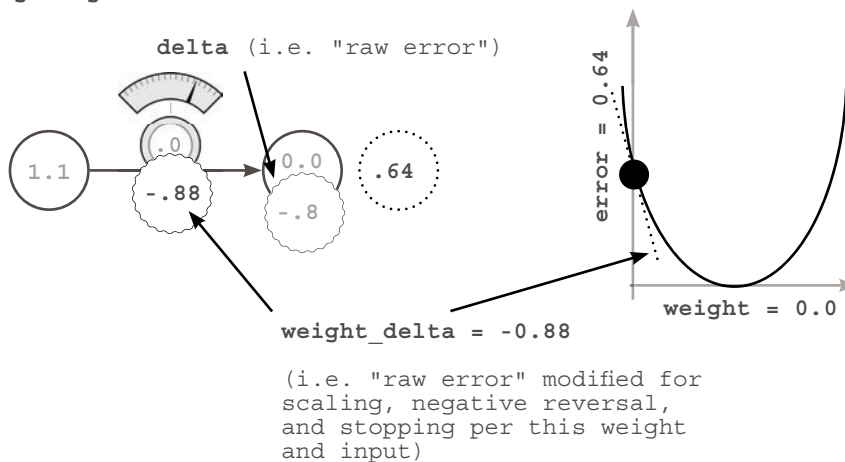 delta (i.e. "raw error")
.0
1.1
0.0
.64
-.88
-.8
error = 0.64
weight = 0.0
weight_delta = -0.88
(i.e. "raw error" modified for
scaling, negative reversal,
and stopping per this weight
and input)